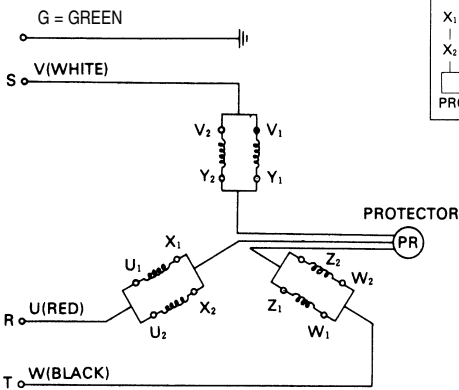 G = GREEN
X₁
X₂
PRO
S V(WHITE)
V₂ V₁
Y₂ Y₁
PROTECTOR
PR
U₁ X₁
U₂ X₂
Z₂ W₂
Z₁ W₁
R U(RED)
T W(BLACK)